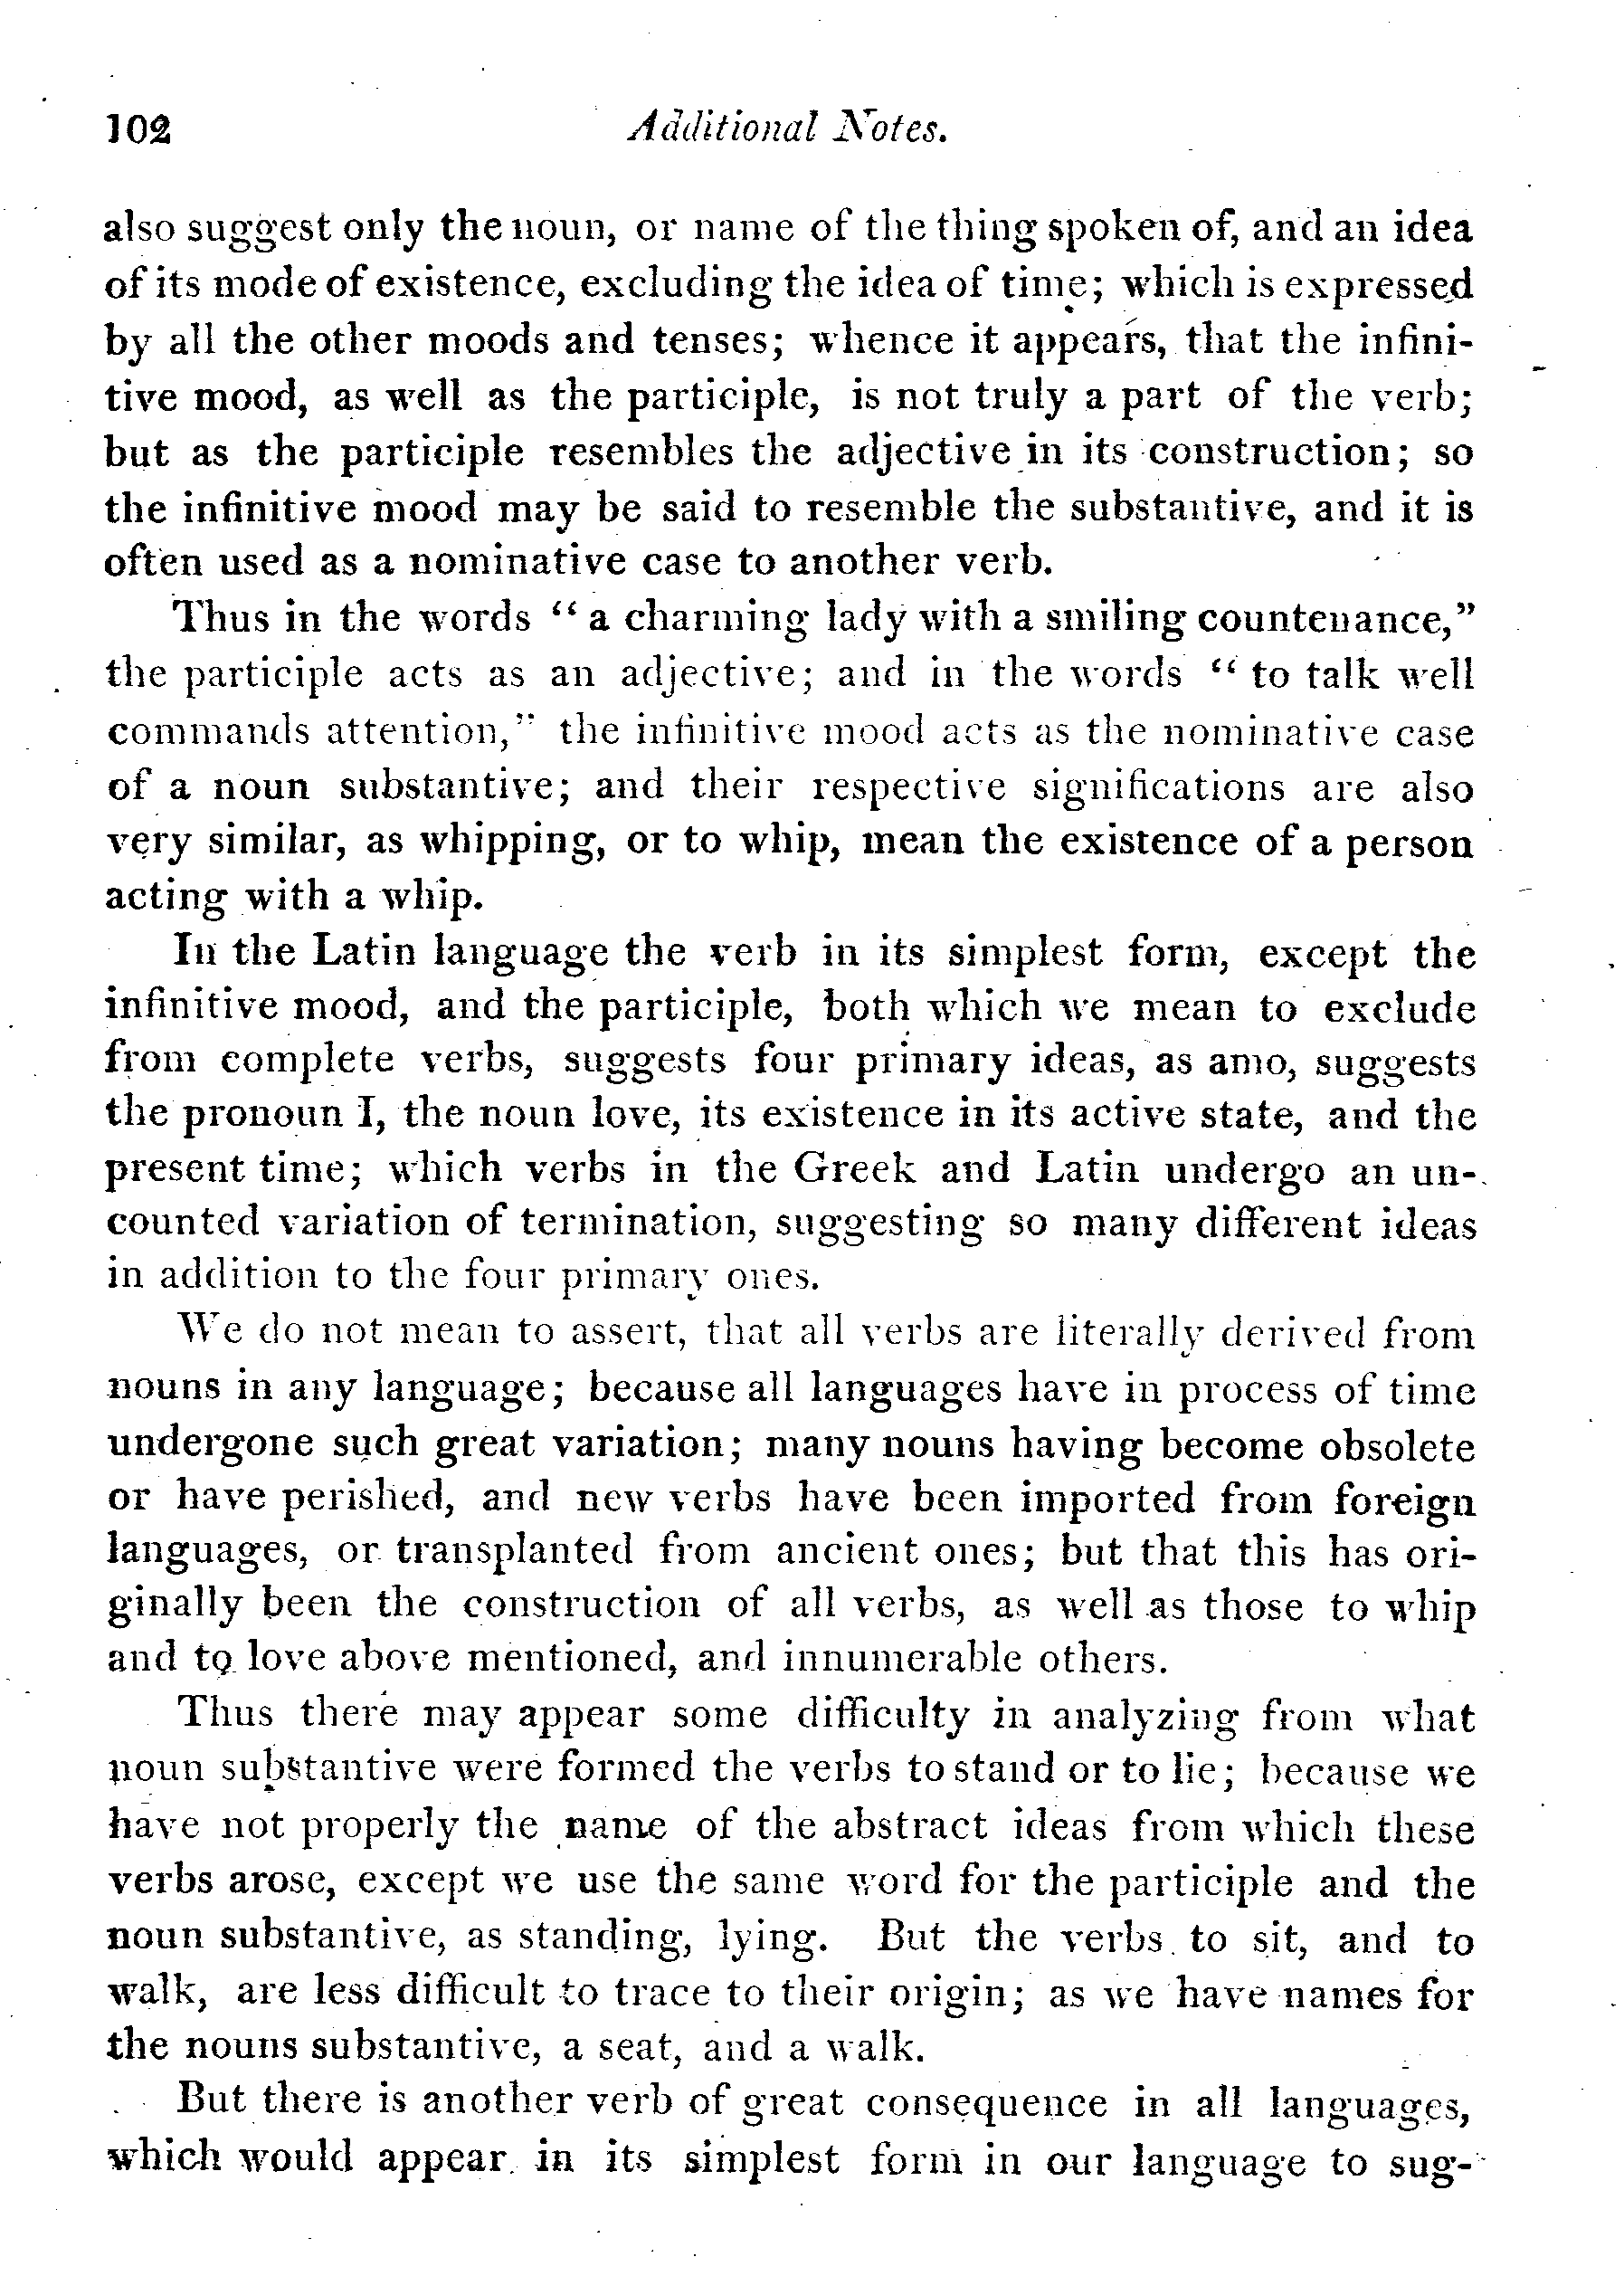 102 Additional Notes.
also suggest only the noun, or name of the thing spoken of, and an idea
of its mode of existence, excluding the idea of time; which is expressed
by all the other moods and tenses; whence it appears, that the infini-
tive mood, as well as the participle, is not truly a part of the verb;
but as the participle resembles the adjective in its construction; so
the infinitive mood may be said to resemble the substantive, and it is
often used as a nominative case to another verb.
Thus in the words “ a charming lady with a smiling countenance,”
the participle acts as an adjective; and in the words “ to talk well
commands attention,” the infinitive mood acts as the nominative case
of a noun substantive; and their respective significations are also
very similar, as whipping, or to whip, mean the existence of a person
acting with a whip.
In the Latin language the verb in its simplest form, except the
infinitive mood, and the participle, both which we mean to exclude
from complete verbs, suggests four primary ideas, as amo, suggests
the pronoun I, the noun love, its existence in its active state, and the
present time; which verbs in the Greek and Latin undergo an un-
counted variation of termination, suggesting so many different ideas
in addition to the four primary ones.
We do not mean to assert, that all verbs are literally derived from
nouns in any language; because all languages have in process of time
undergone such great variation; many nouns having become obsolete
or have perished, and new verbs have been imported from foreign
languages, or transplanted from ancient ones; but that this has ori-
ginally been the construction of all verbs, as well as those to whip
and to love above mentioned, and innumerable others.
Thus there may appear some difficulty in analyzing from what
noun substantive were formed the verbs to stand or to lie; because we
have not properly the name of the abstract ideas from which these
verbs arose, except we use the same word for the participle and the
noun substantive, as standing, lying. But the verbs to sit, and to
walk, are less difficult to trace to their origin; as we have names for
the nouns substantive, a seat, and a walk.
But there is another verb of great consequence in all languages,
which would appear in its simplest form in our language to sug-